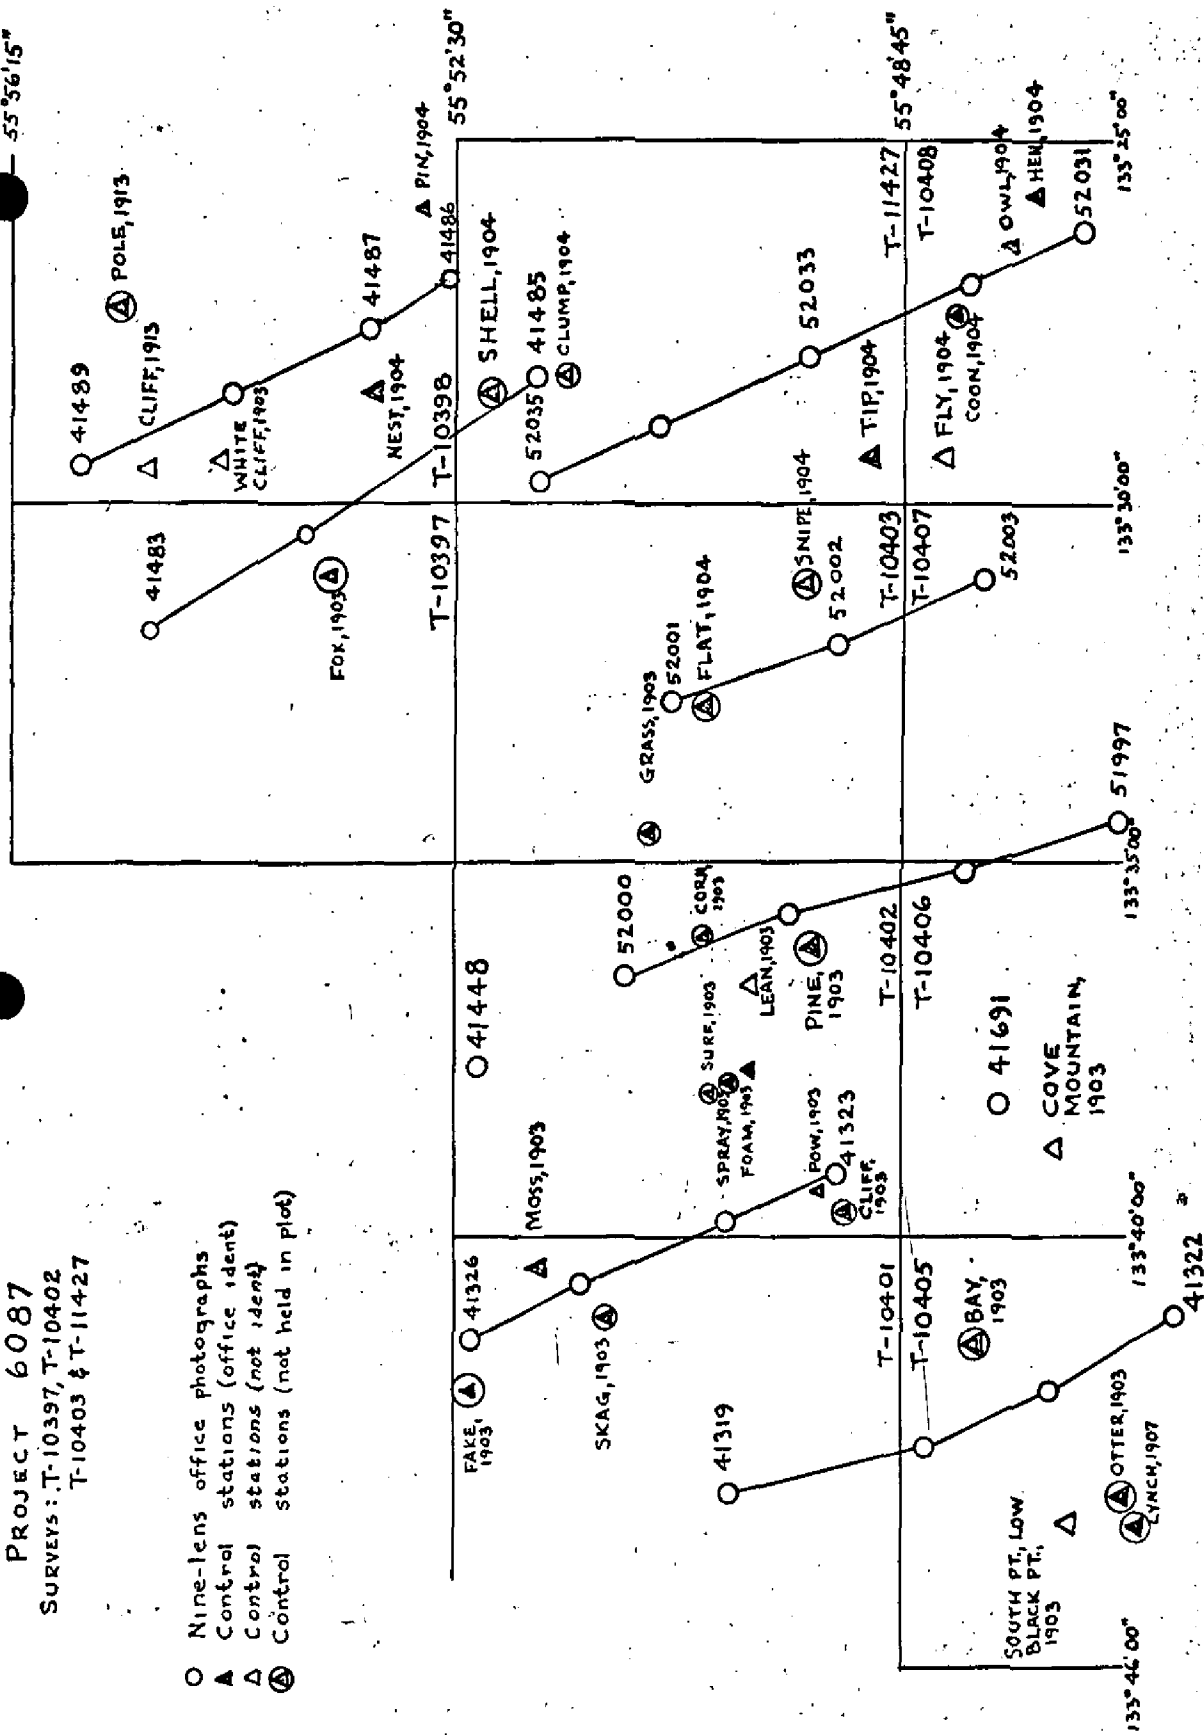 PROJECT 6087
SURVEYS: T-10397, T-10402
T-10403 & T-11427
○ Nine-lens office photographs
▲ Control stations (office ident)
△ Control stations (not ident)
Control stations (not held in plot)
55°56'15"
41489
POLE, 1913
CLIFF, 1913
41483
WHITE
CLIFF, 1903
41487
FOX, 1903
NEST, 1904
PIN, 1904
T-10397
T-10398
41486
55°52'30"
41448
SHELL, 1904
41326
FAKE,
1903
MOSS, 1903
52035
41485
CLUMP, 1904
SKAG, 1903
52000
GRASS, 1903
52001
CORN,
1903
FLAT, 1904
SURF, 1903
SPRAY, 1903
FOAM, 1903
LEAN, 1903
41319
PINE,
1903
SNIPE, 1904
52033
POW, 1903
41323
CLIFF,
1903
52002
TIP, 1904
T-10401
T-10402
T-10403
T-11427
55°48'45"
T-10405
T-10406
T-10407
T-10408
FLY, 1904
COON, 1904
BAY,
1903
41691
52003
OWL, 1904
HEN, 1904
COVE
MOUNTAIN,
1903
SOUTH PT., LOW
BLACK PT.,
1903
52031
OTTER, 1903
LYNCH, 1907
51997
41322
133°46'00"
133°40'00"
133°35'00"
133°30'00"
133°25'00"